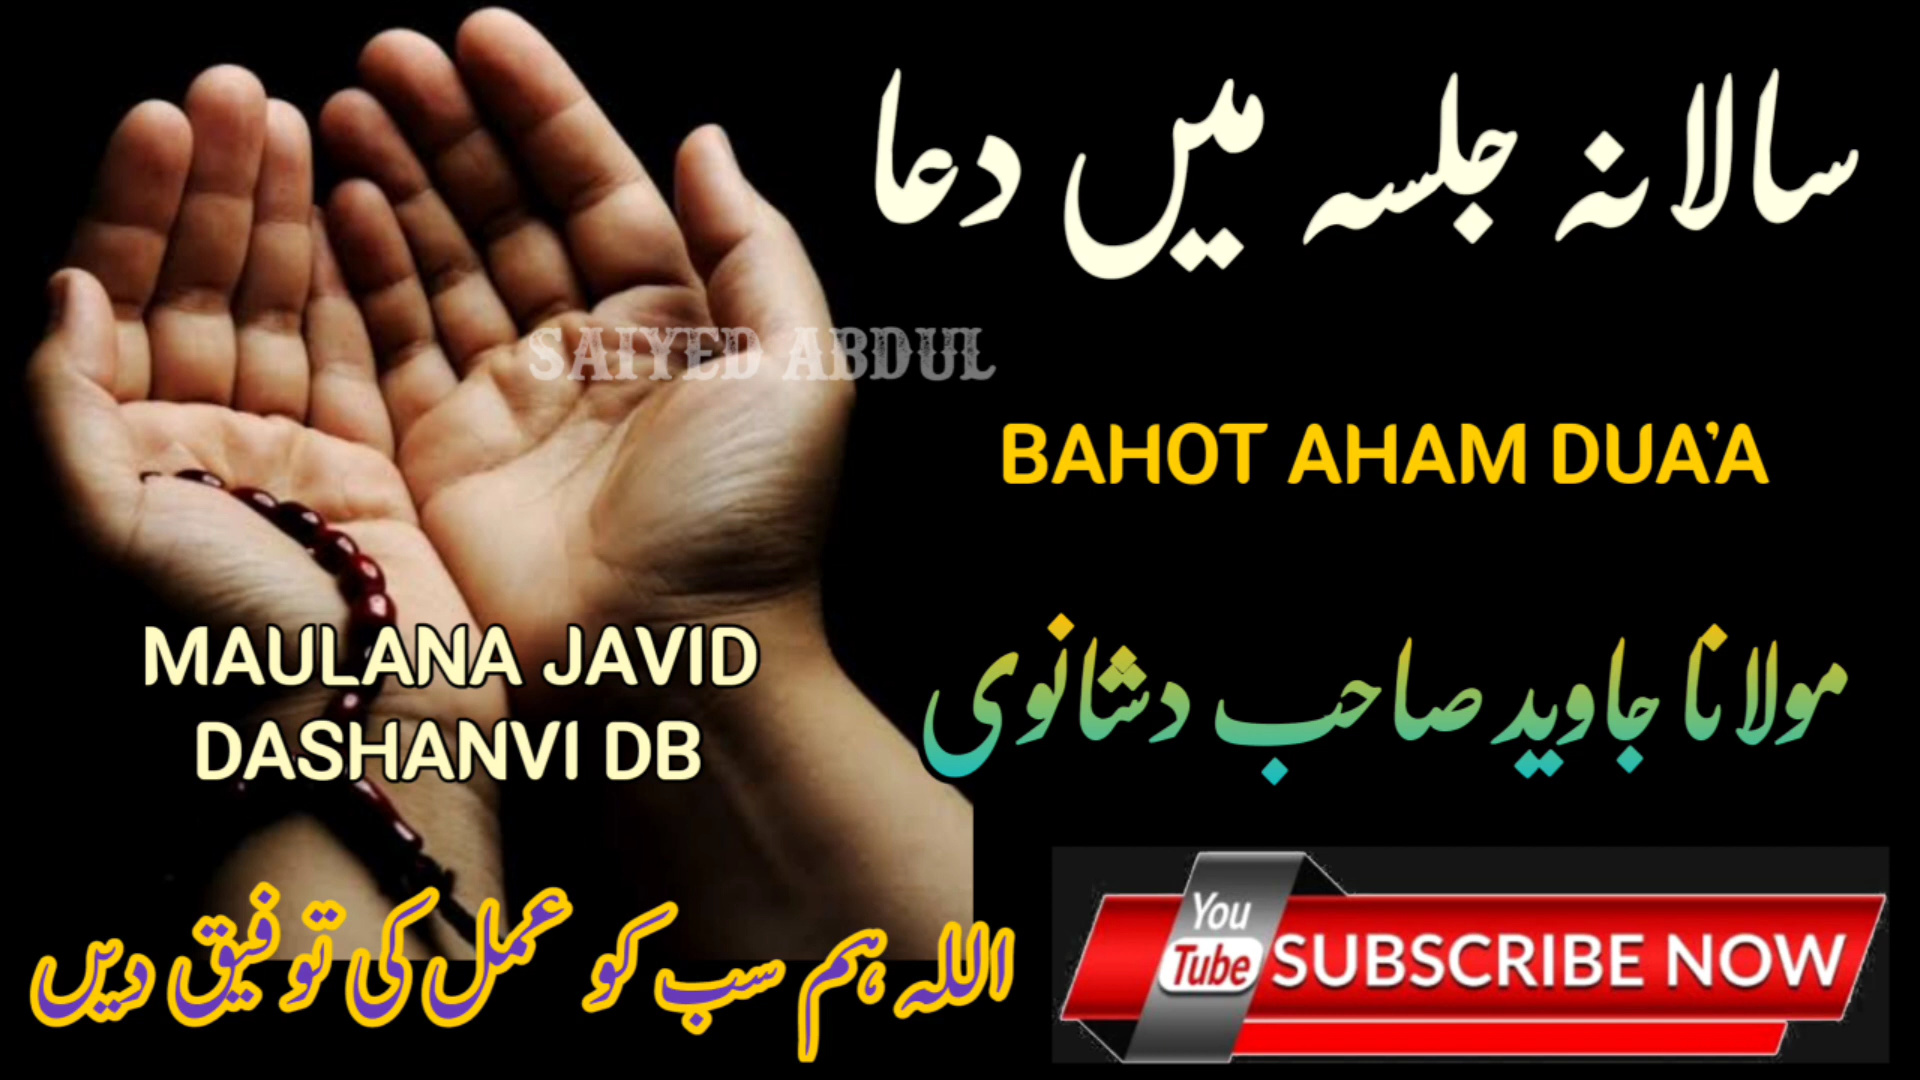 سالانہ جلسہ میں دعا
SAIYED ABDUL
BAHOT AHAM DUA'A
MAULANA JAVID
DASHANVI DB
مولانا جاوید صاحب دشانوی
اللہ ہم سب کو عمل کی توفیق دیں
You
Tube
SUBSCRIBE NOW